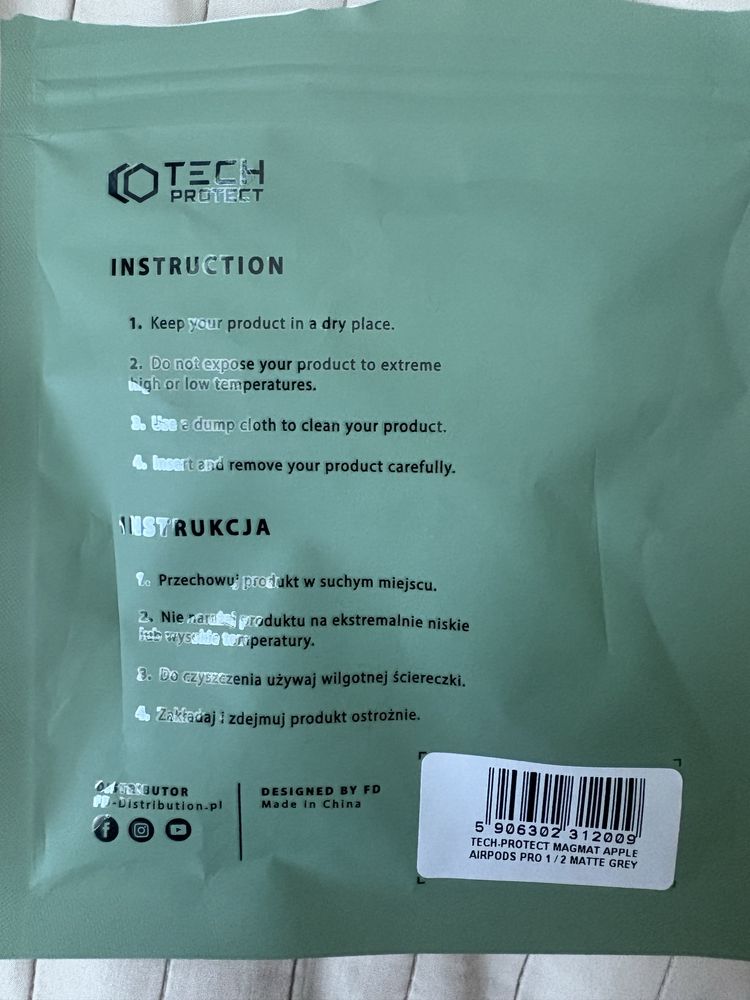 TECH
PROTECT
INSTRUCTION
1. Keep your product in a dry place.
2. Do not expose your product to extreme
high or low temperatures.
3. Use a dump cloth to clean your product.
4. Insert and remove your product carefully.
INSTRUKCJA
1. Przechowuj produkt w suchym miejscu.
2. Nie narażaj produktu na ekstremalnie niskie
lub wysokie temperatury.
3. Do czyszczenia używaj wilgotnej ściereczki.
4. Zakładaj i zdejmuj produkt ostrożnie.
DISTRIBUTOR
FD-Distribution.pl
DESIGNED BY FD
Made in China
5 906302 312009
TECH-PROTECT MAGMAT APPLE
AIRPODS PRO 1 / 2 MATTE GREY